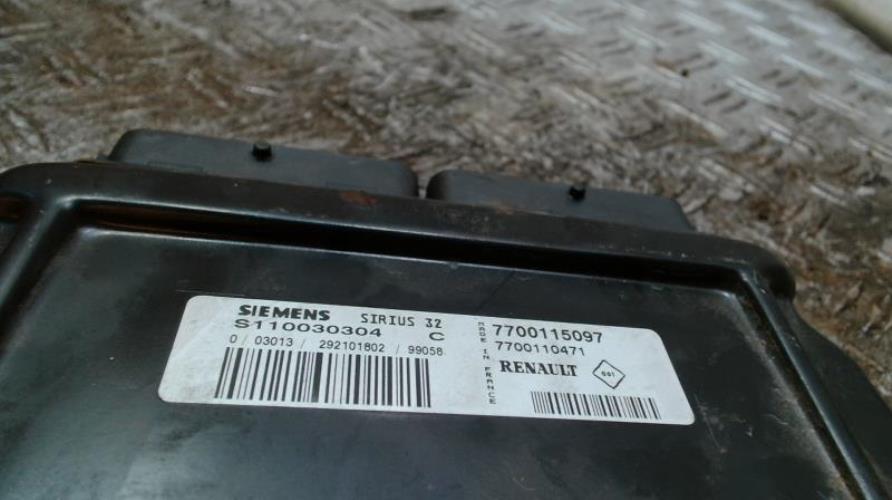 SIEMENS SIRIUS 32
S110030304 C
0 / 03013 / 292101802 / 99058
MADE IN FRANCE
7700115097
7700110471
RENAULT